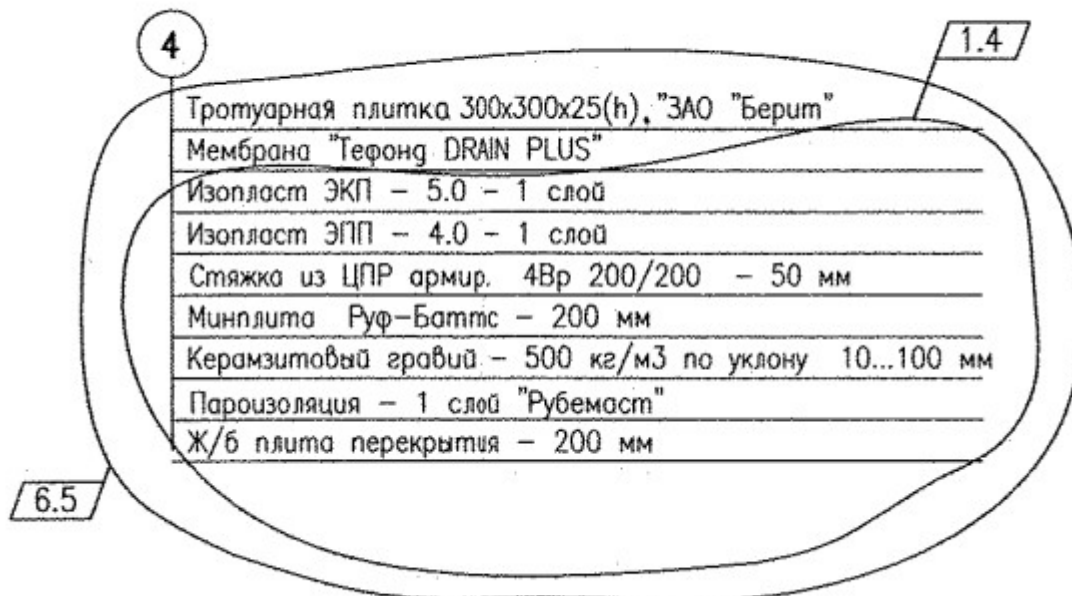 4
1.4
Тротуарная плитка 300х300х25(h), "ЗАО "Берит"
Мембрана "Тефонд DRAIN PLUS"
Изопласт ЭКП – 5.0 – 1 слой
Изопласт ЭПП – 4.0 – 1 слой
Стяжка из ЦПР армир. 4Вр 200/200 – 50 мм
Минплита Руф–Баттс – 200 мм
Керамзитовый гравий – 500 кг/м3 по уклону 10...100 мм
Пароизоляция – 1 слой "Рубемаст"
Ж/б плита перекрытия – 200 мм
6.5